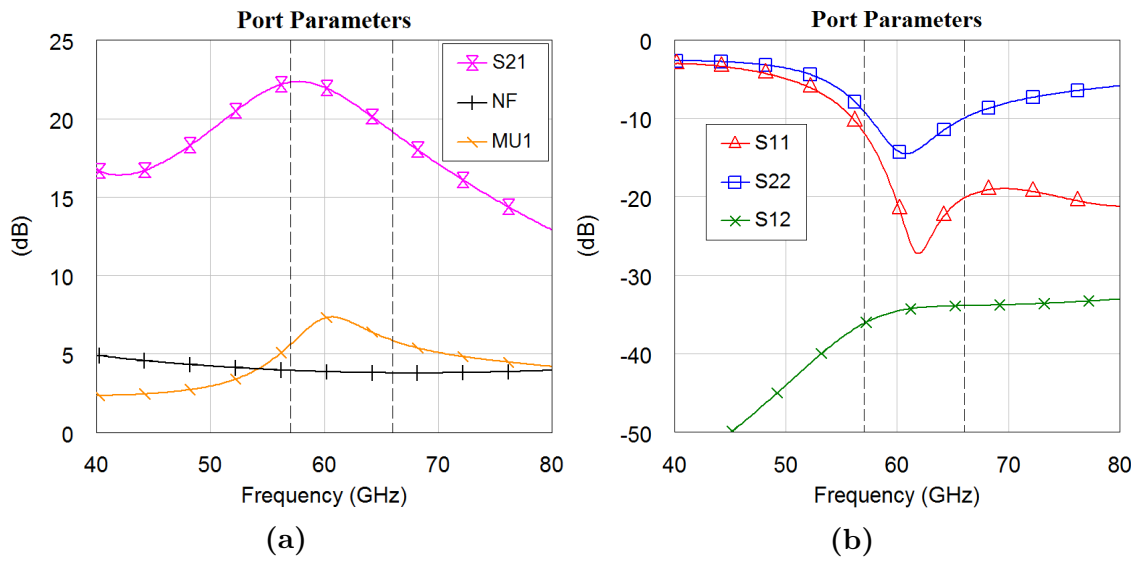 Port Parameters
25
20
15
10
5
0
(dB)
S21
NF
MU1
40
50
60
70
80
Frequency (GHz)
(a)
Port Parameters
0
-10
-20
-30
-40
-50
(dB)
S11
S22
S12
40
50
60
70
80
Frequency (GHz)
(b)